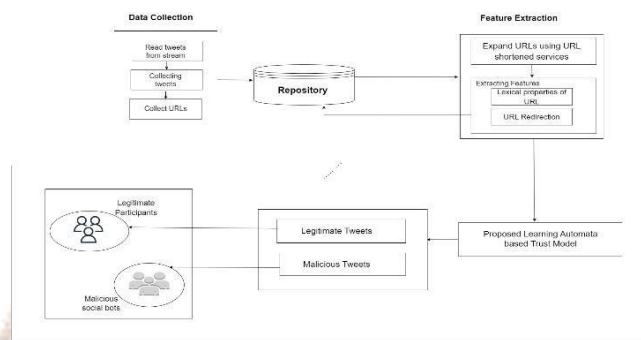 Data Collection
Read tweets
from stream
Collecting
tweets
Collect URLs
Repository
Feature Extraction
Expand URLs using URL
shortened services
Extracting Features
Lexical properties of
URL
URL Redirection
Legitimate
Participants
Malicious
social bots
Legitimate Tweets
Malicious Tweets
Proposed Learning Automata
based Trust Model